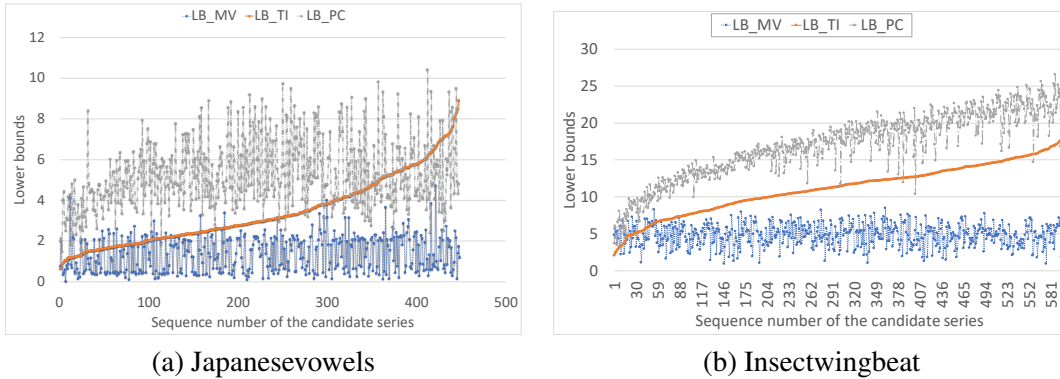 LB_MV LB_TI LB_PC
12
10
8
6
4
2
0
Lower bounds
0 100 200 300 400 500
Sequence number of the candidate series
(a) Japanesevowels
LB_MV LB_TI LB_PC
30
25
20
15
10
5
0
Lower bounds
1 30 59 88 117 146 175 204 233 262 291 320 349 378 407 436 465 494 523 552 581
Sequence number of the candidate series
(b) Insectwingbeat